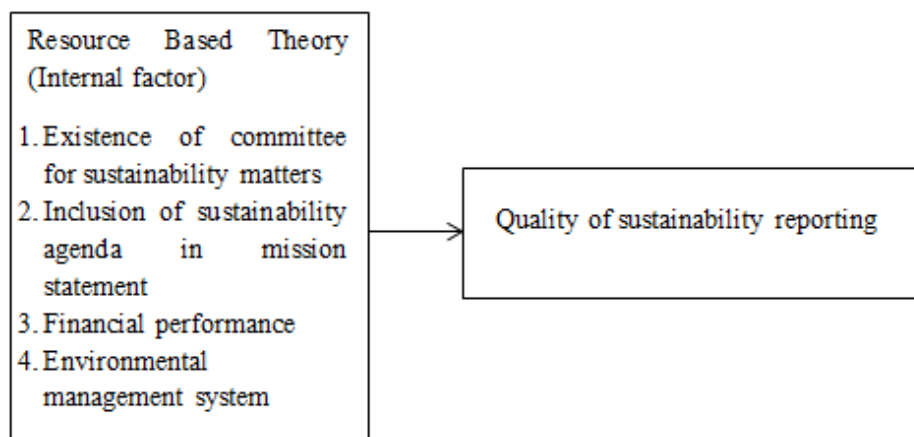 Resource Based Theory
(Internal factor)
1. Existence of committee
for sustainability matters
2. Inclusion of sustainability
agenda in mission
statement
3. Financial performance
4. Environmental
management system
Quality of sustainability reporting